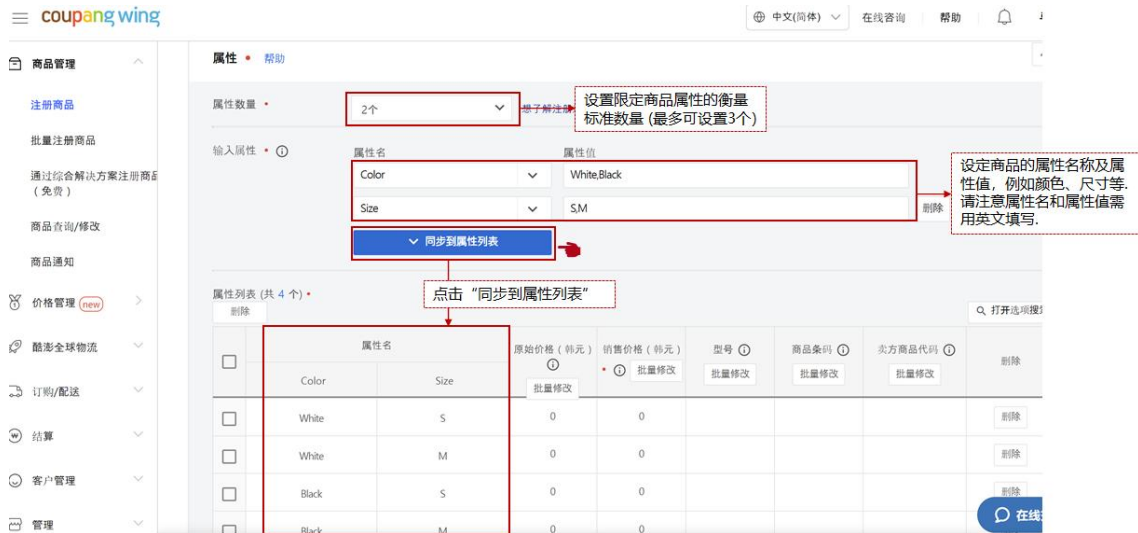 coupang wing
中文(简体)
在线咨询
帮助
商品管理
注册商品
批量注册商品
通过综合解决方案注册商品
（免费）
商品查询/修改
商品通知
价格管理 new
酷澎全球物流
订购/配送
结算
客户管理
管理
属性 • 帮助
属性数量 •
2个
想了解注册
设置限定商品属性的衡量
标准数量 (最多可设置3个)
输入属性 •
属性名
属性值
Color
White,Black
Size
S,M
删除
设定商品的属性名称及属
性值，例如颜色、尺寸等.
请注意属性名和属性值需
用英文填写.
同步到属性列表
点击“同步到属性列表”
属性列表 (共 4 个) •
删除
打开选项搜
属性名
原始价格（韩元）
批量修改
销售价格（韩元）
• 批量修改
型号
批量修改
商品条码
批量修改
卖方商品代码
批量修改
删除
Color Size
White S 0 0 删除
White M 0 0 删除
Black S 0 0 删除
Black M 0 0
在线